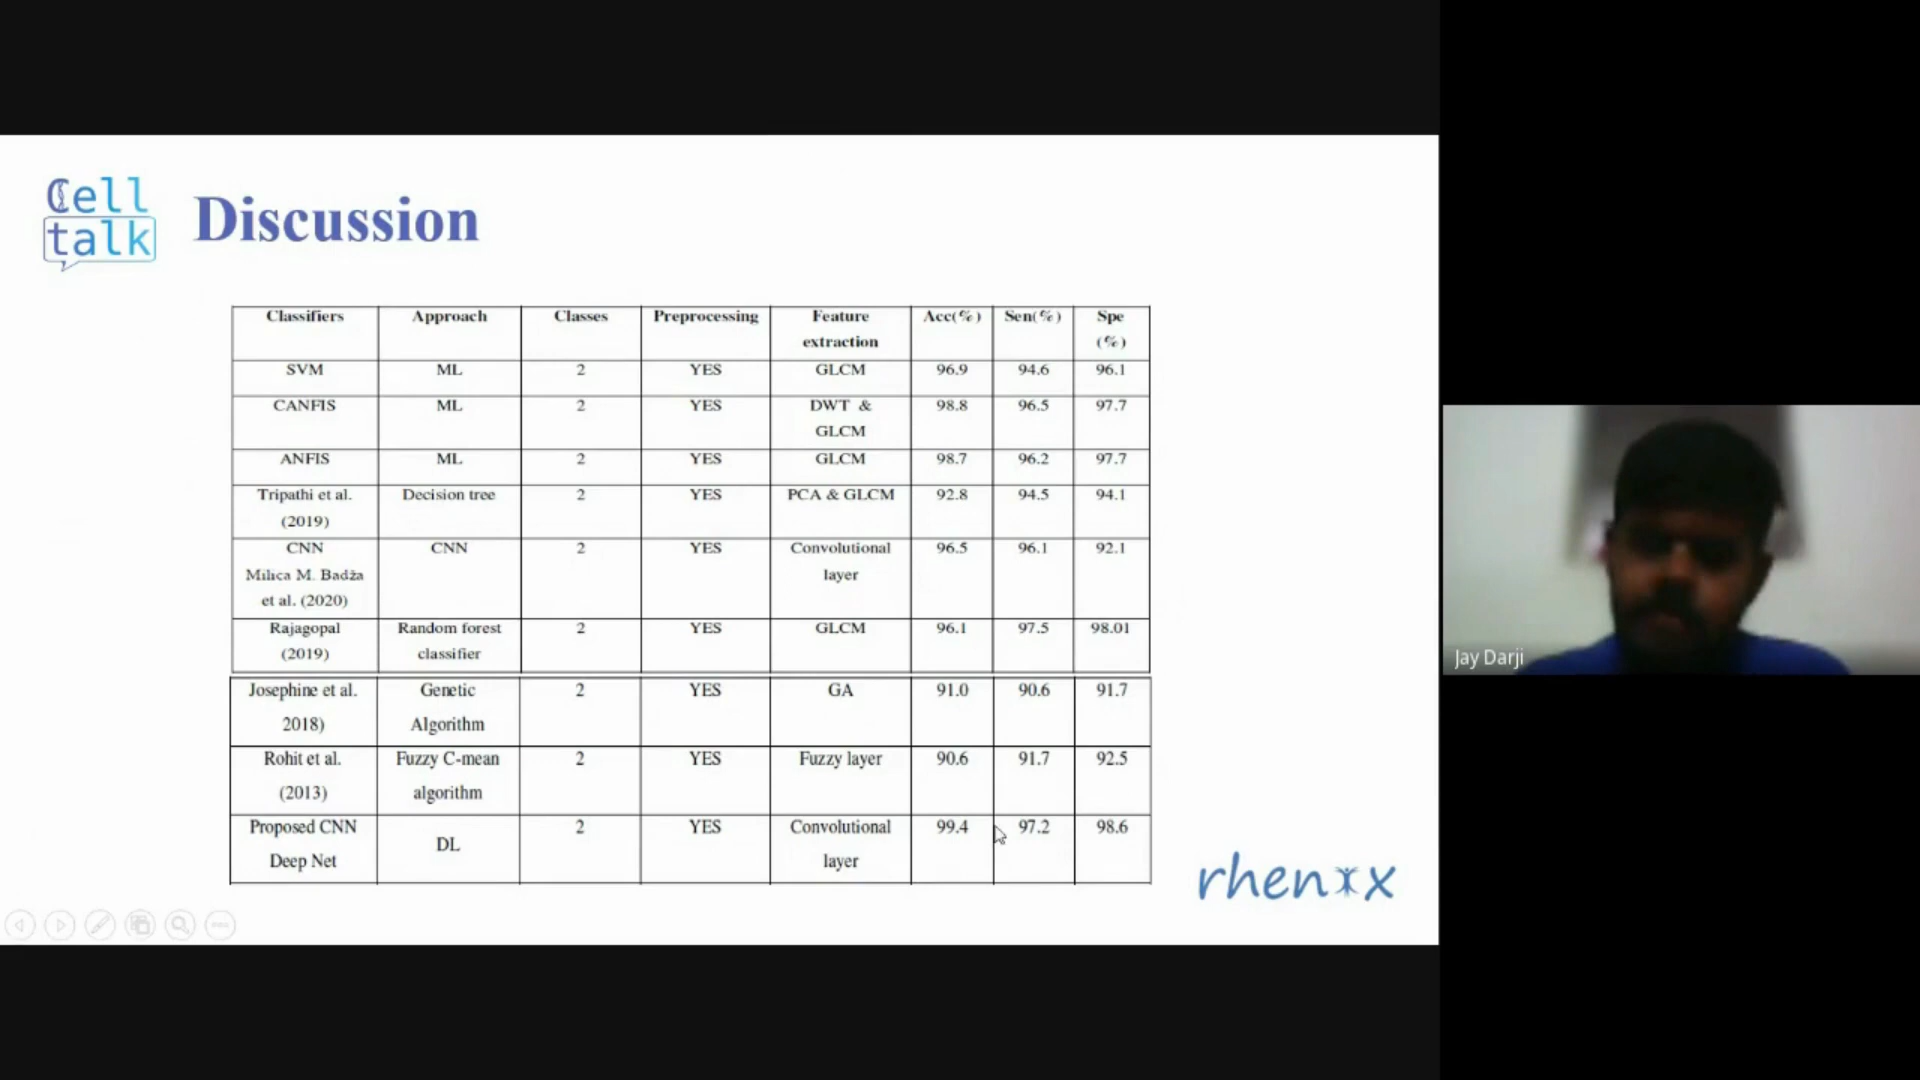 Cell
talk
Discussion
Classifiers Approach Classes Preprocessing Feature Acc(%) Sen(%) Spe
extraction (%)
SVM ML 2 YES GLCM 96.9 94.6 96.1
CANFIS ML 2 YES DWT & 98.8 96.5 97.7
GLCM
ANFIS ML 2 YES GLCM 98.7 96.2 97.7
Tripathi et al. Decision tree 2 YES PCA & GLCM 92.8 94.5 94.1
(2019)
CNN CNN 2 YES Convolutional 96.5 96.1 92.1
Milica M. Badža layer
et al. (2020)
Rajagopal Random forest 2 YES GLCM 96.1 97.5 98.01
(2019) classifier
Josephine et al. Genetic 2 YES GA 91.0 90.6 91.7
2018) Algorithm
Rohit et al. Fuzzy C-mean 2 YES Fuzzy layer 90.6 91.7 92.5
(2013) algorithm
Proposed CNN DL 2 YES Convolutional 99.4 97.2 98.6
Deep Net layer
rhenix
Jay Darji